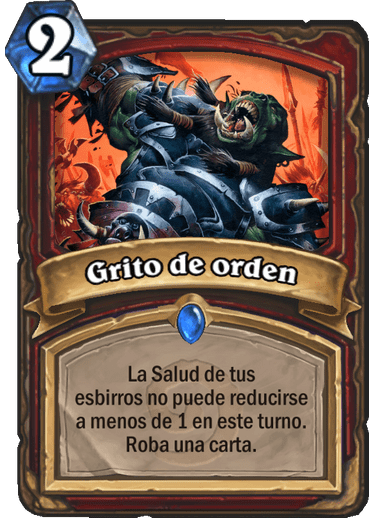 2
Grito de orden
La Salud de tus
esbirros no puede reducirse
a menos de 1 en este turno.
Roba una carta.